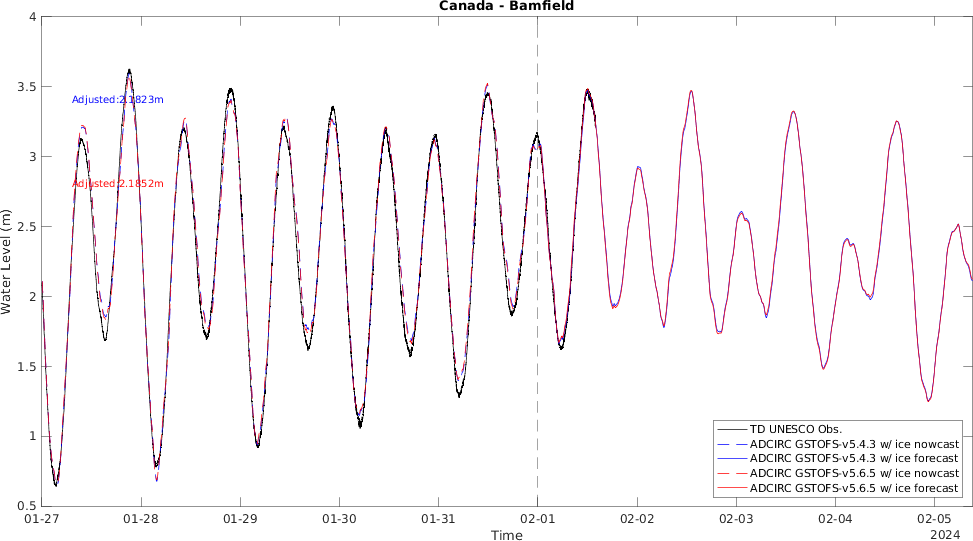 Canada - Bamfield
4
3.5
3
2.5
2
1.5
1
0.5
Water Level (m)
Adjusted:2.1823m
Adjusted:2.1852m
TD UNESCO Obs.
ADCIRC GSTOFS-v5.4.3 w/ ice nowcast
ADCIRC GSTOFS-v5.4.3 w/ ice forecast
ADCIRC GSTOFS-v5.6.5 w/ ice nowcast
ADCIRC GSTOFS-v5.6.5 w/ ice forecast
01-27 01-28 01-29 01-30 01-31 02-01 02-02 02-03 02-04 02-05
2024
Time